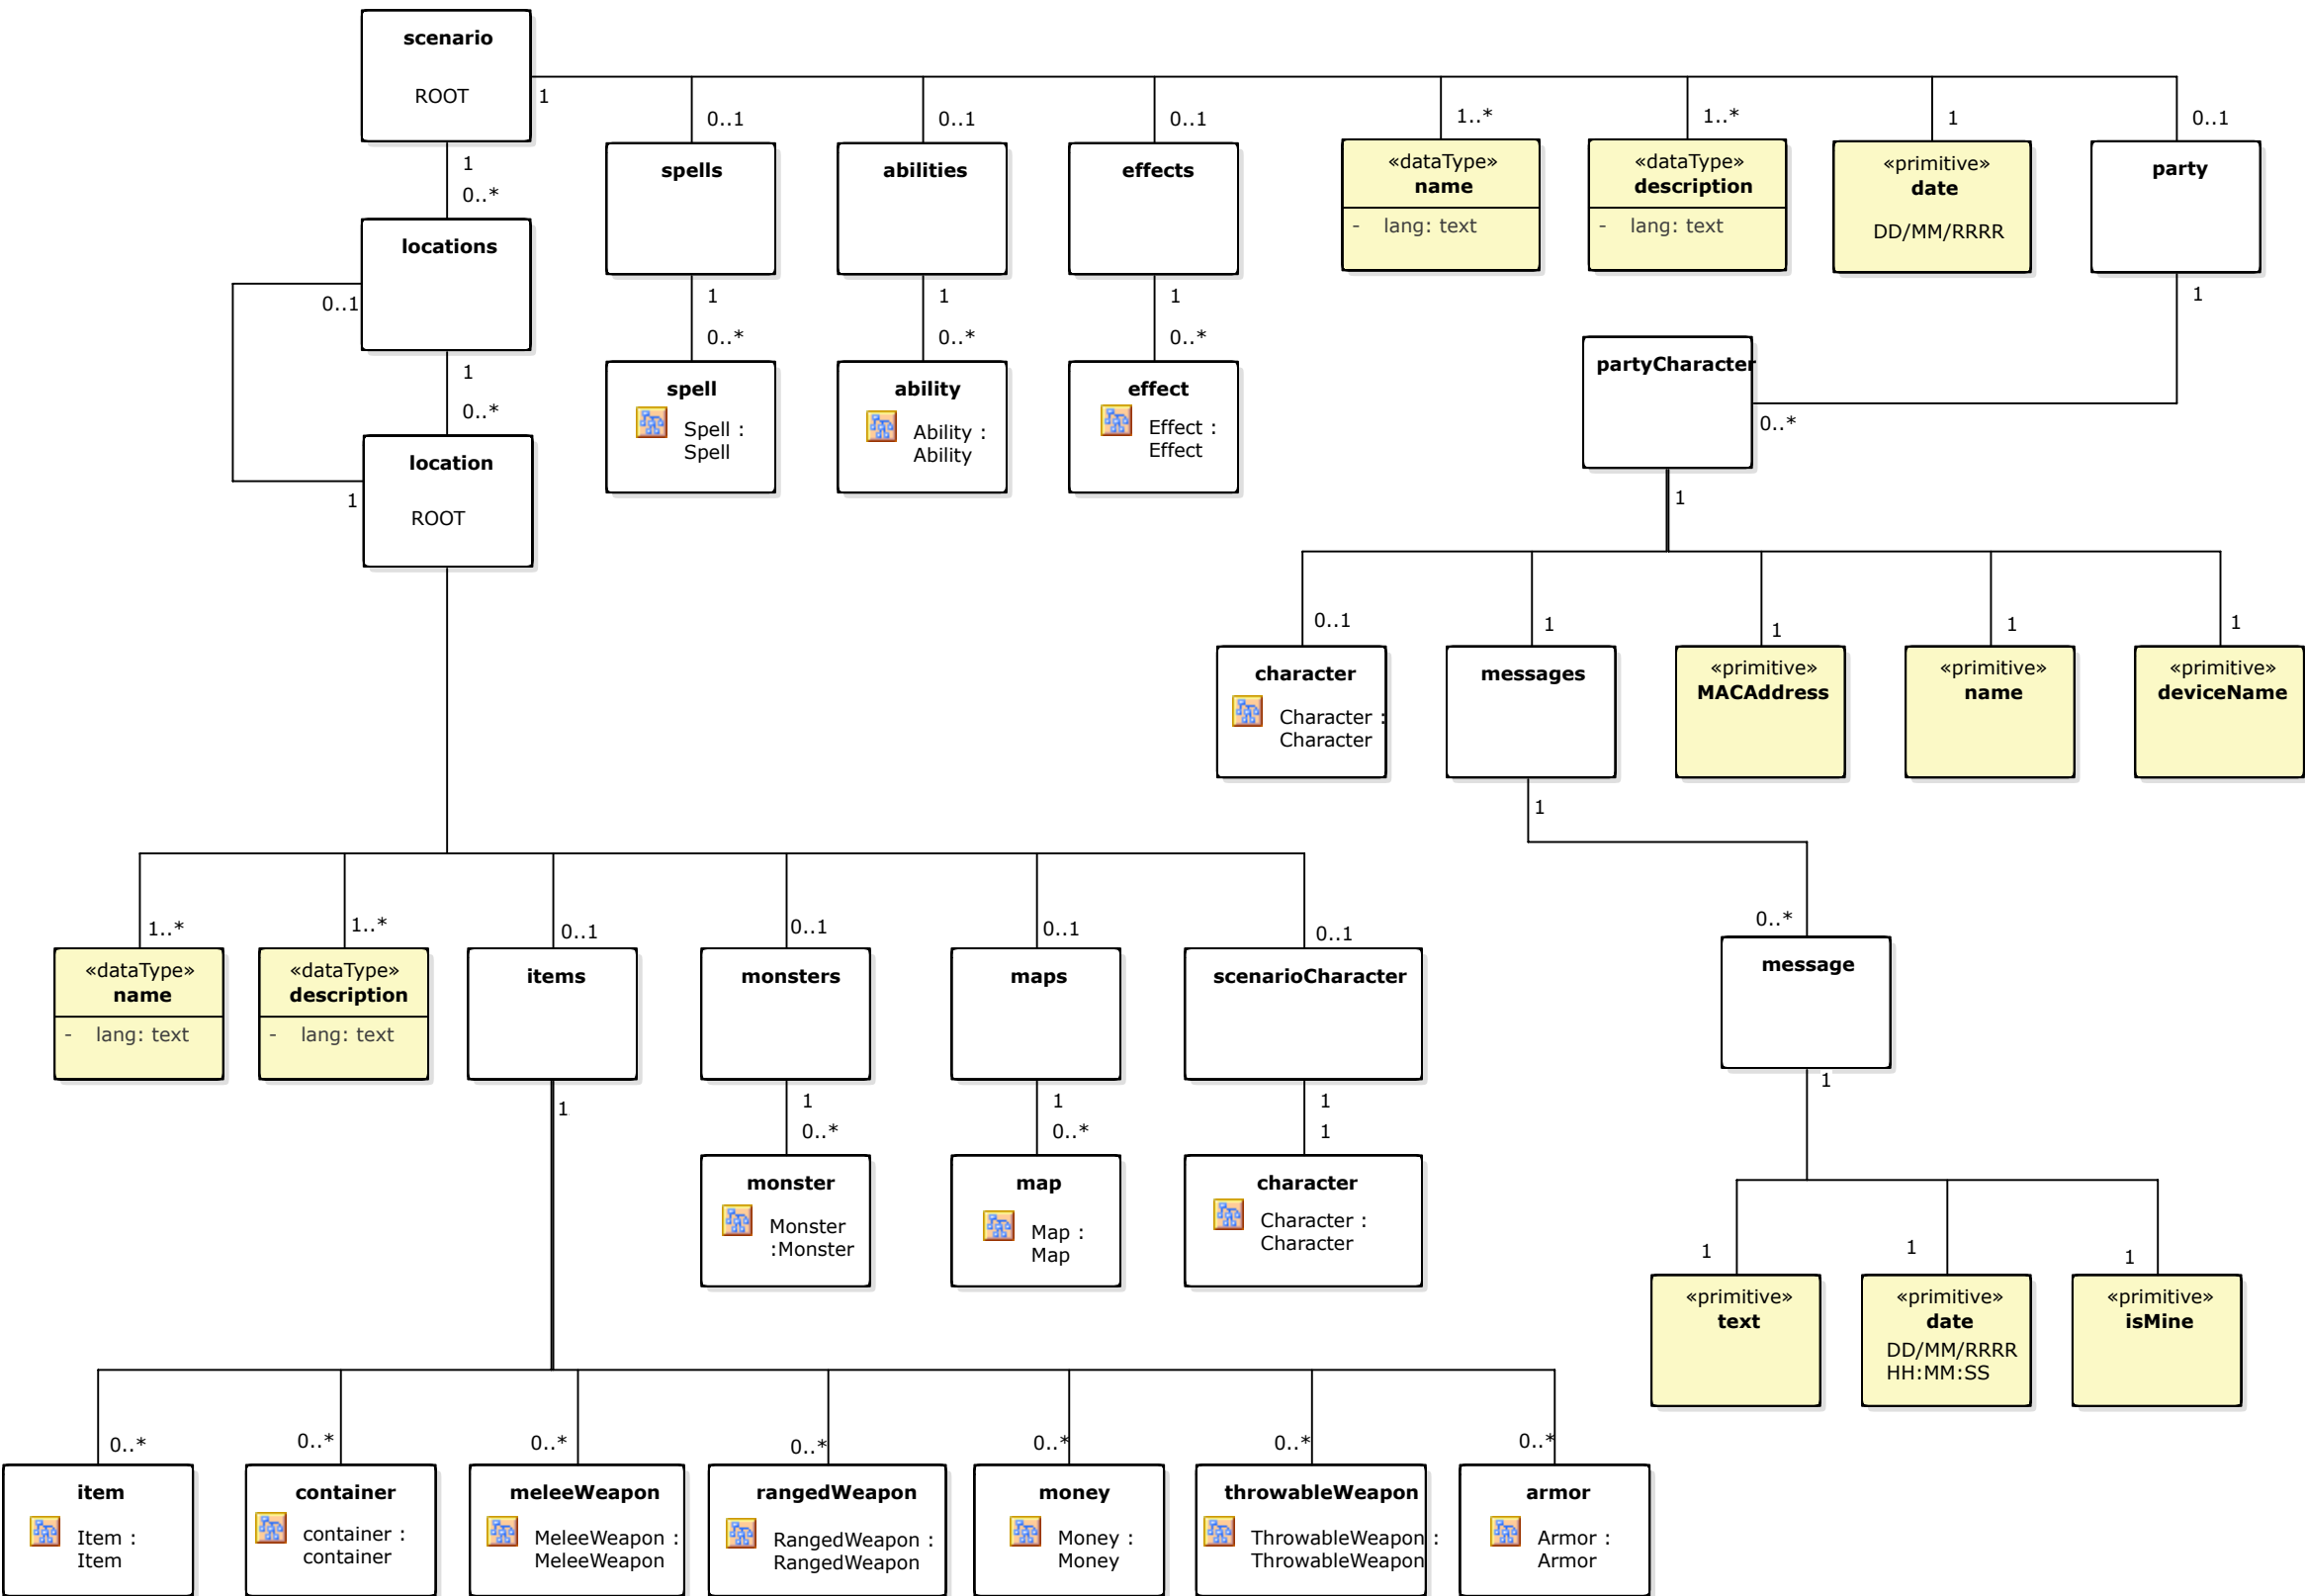 scenario
ROOT
1
1
0..*
0..1
0..1
0..1
1..*
1..*
1
0..1
spells
abilities
effects
«dataType»
name
- lang: text
«dataType»
description
- lang: text
«primitive»
date
DD/MM/RRRR
party
locations
0..1
1
0..*
1
0..*
1
0..*
1
0..*
1
partyCharacter
0..*
1
spell
Spell :
Spell
ability
Ability :
Ability
effect
Effect :
Effect
location
ROOT
1
0..1
1
1
1
1
character
Character :
Character
messages
«primitive»
MACAddress
«primitive»
name
«primitive»
deviceName
1
0..*
1..*
1..*
0..1
0..1
0..1
0..1
«dataType»
name
- lang: text
«dataType»
description
- lang: text
items
monsters
maps
scenarioCharacter
message
1
1
1
0..*
1
0..*
1
1
monster
Monster
:Monster
map
Map :
Map
character
Character :
Character
1
1
1
«primitive»
text
«primitive»
date
DD/MM/RRRR
HH:MM:SS
«primitive»
isMine
0..*
0..*
0..*
0..*
0..*
0..*
0..*
item
Item :
Item
container
container :
container
meleeWeapon
MeleeWeapon :
MeleeWeapon
rangedWeapon
RangedWeapon :
RangedWeapon
money
Money :
Money
throwableWeapon
ThrowableWeapon :
ThrowableWeapon
armor
Armor :
Armor